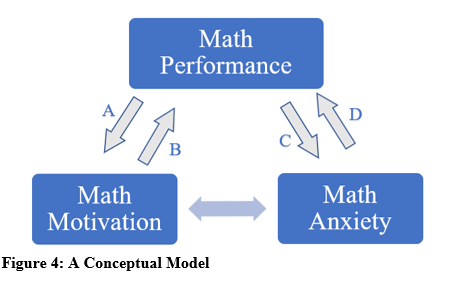 Math
Performance
A
B
C
D
Math
Motivation
Math
Anxiety
Figure 4: A Conceptual Model